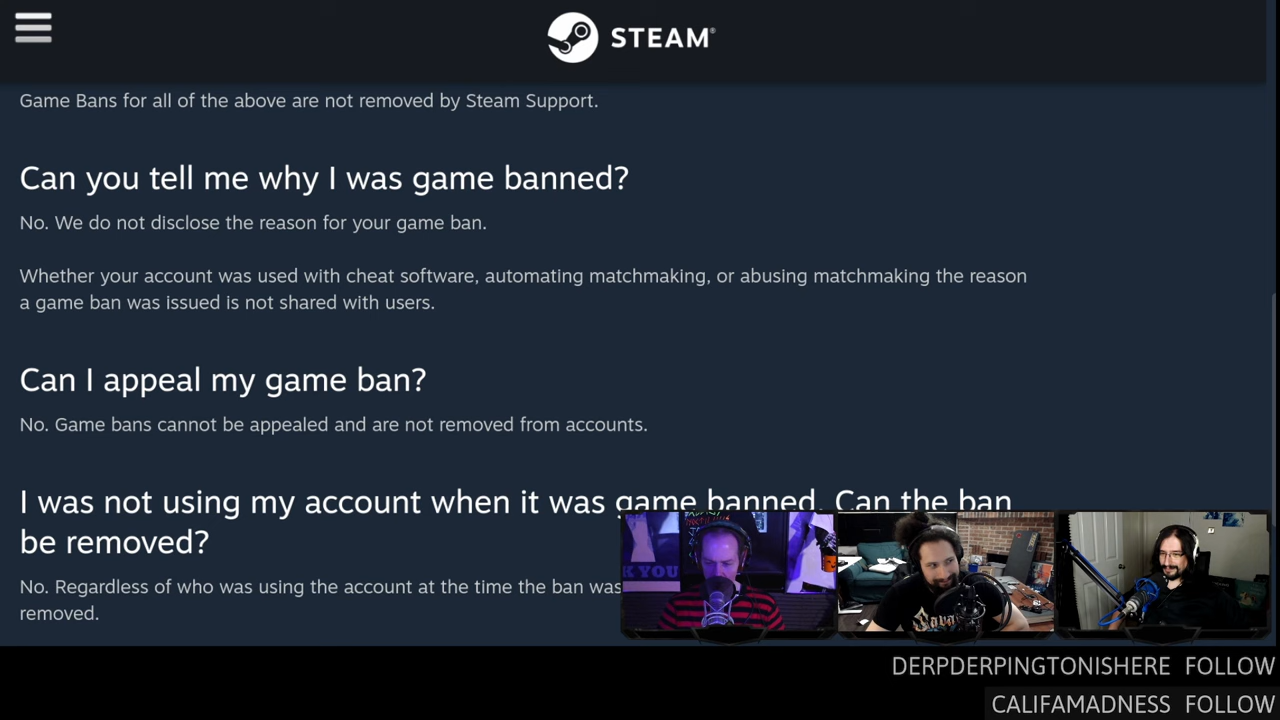 STEAM®
Game Bans for all of the above are not removed by Steam Support.
Can you tell me why I was game banned?
No. We do not disclose the reason for your game ban.
Whether your account was used with cheat software, automating matchmaking, or abusing matchmaking the reason
a game ban was issued is not shared with users.
Can I appeal my game ban?
No. Game bans cannot be appealed and are not removed from accounts.
I was not using my account when it was game banned. Can the ban
be removed?
No. Regardless of who was using the account at the time the ban was
removed.
K YOU
DERPDERPINGTONISHERE FOLLOW
CALIFAMADNESS FOLLOW